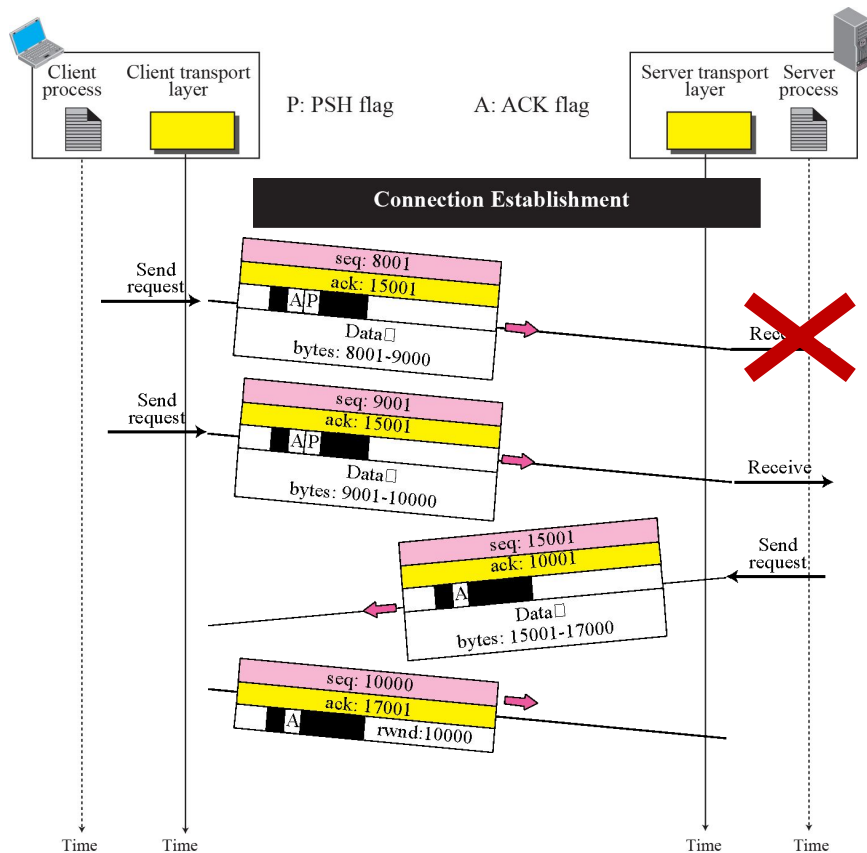 Client
process
Client transport
layer
P: PSH flag
A: ACK flag
Server transport
layer
Server
process
Connection Establishment
Send
request
seq: 8001
ack: 15001
A P
Data□
bytes: 8001-9000
Send
request
seq: 9001
ack: 15001
A P
Data□
bytes: 9001-10000
Receive
seq: 15001
ack: 10001
A
Data□
bytes: 15001-17000
Send
request
seq: 10000
ack: 17001
A
rwnd:10000
Time
Time
Time
Time